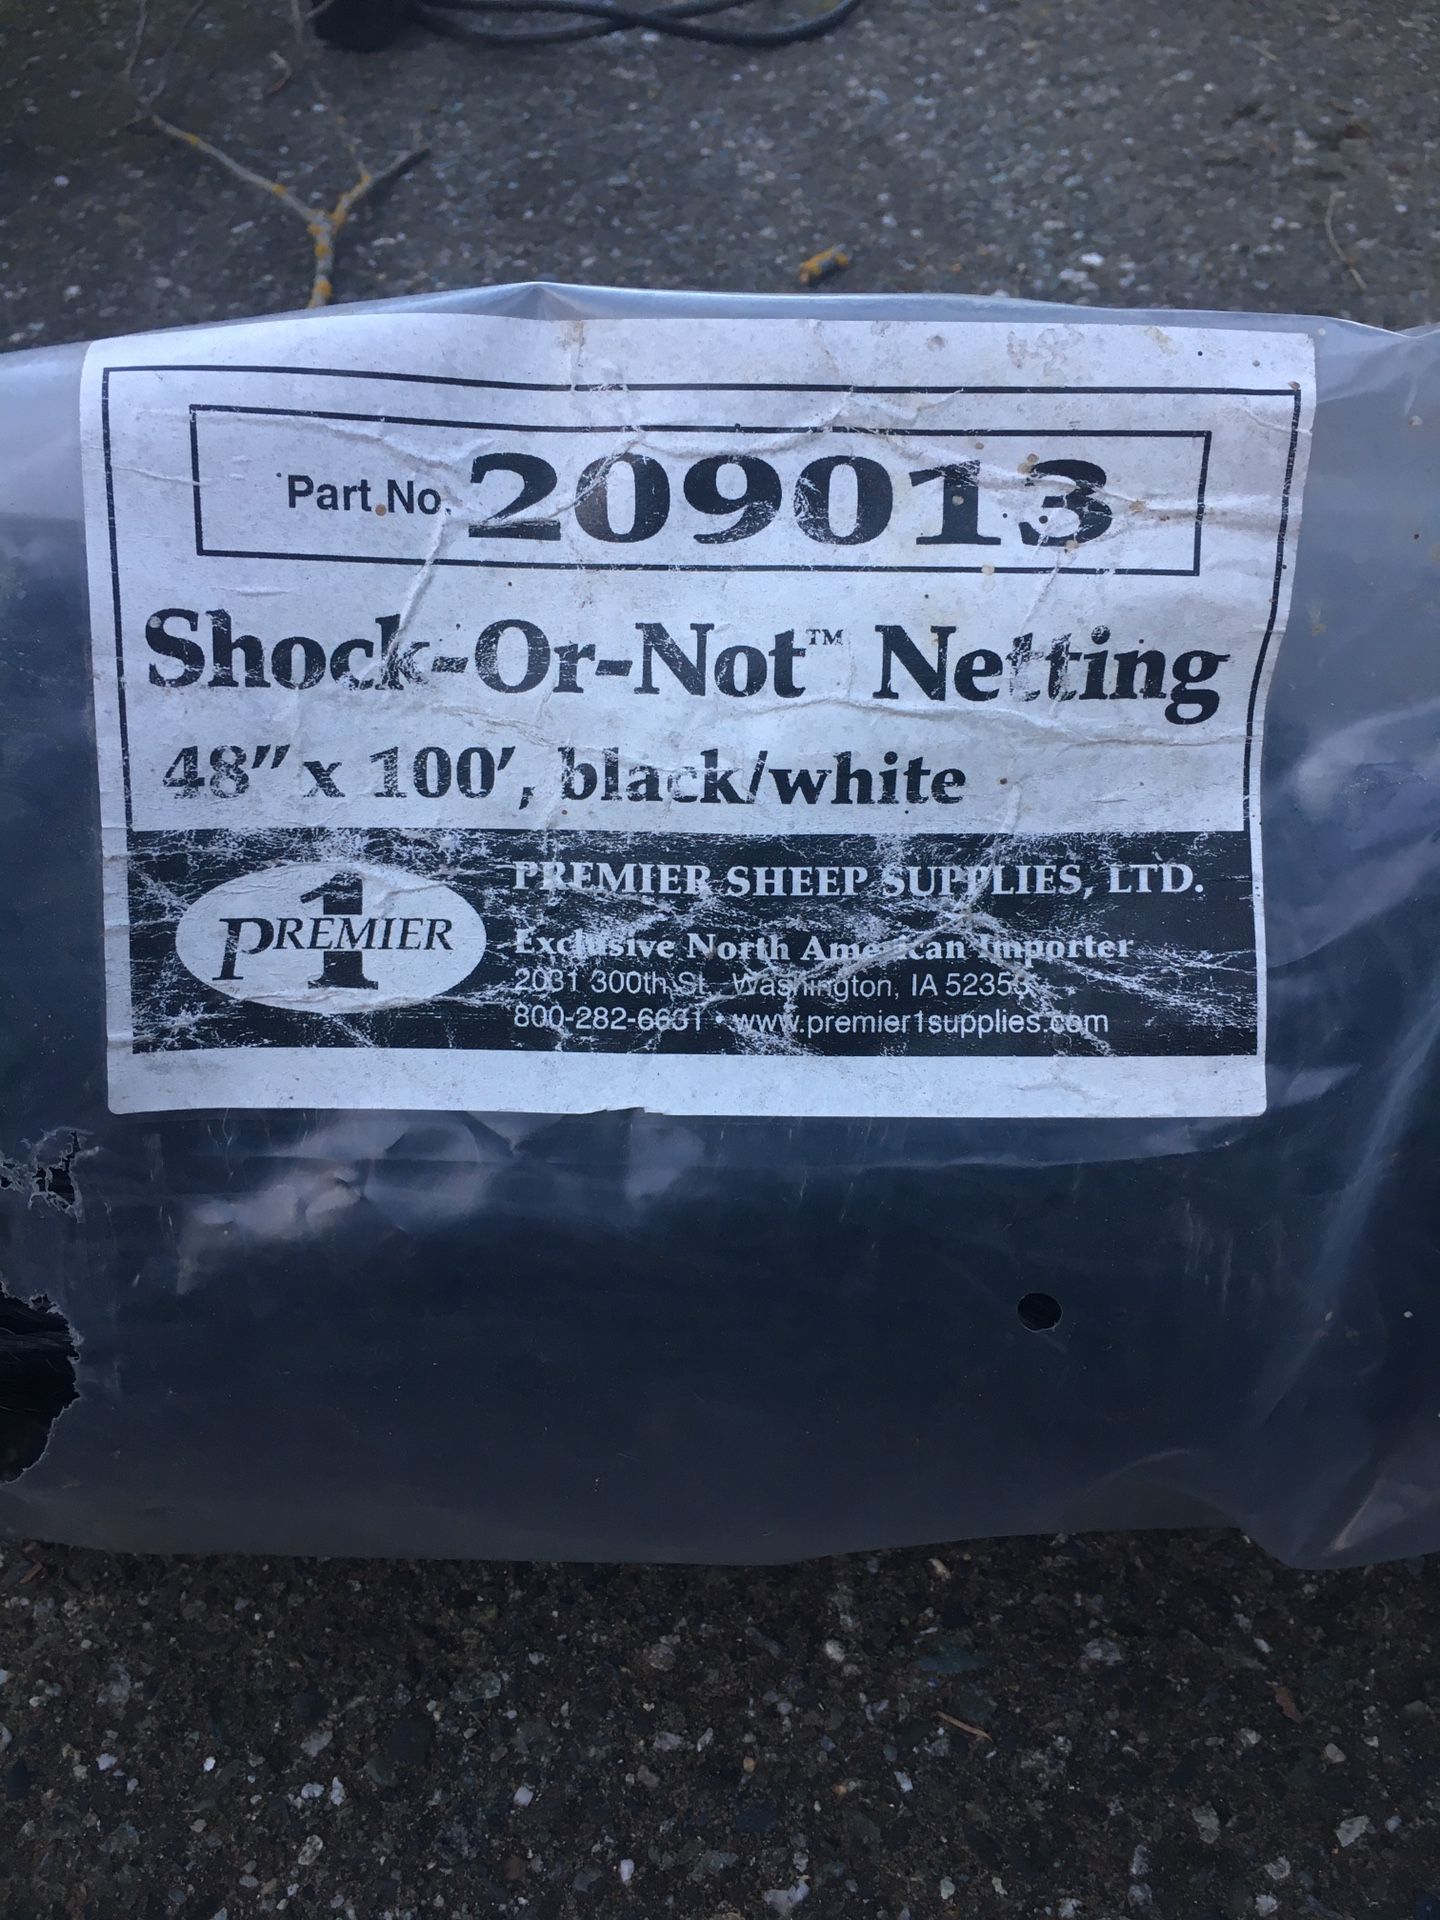 Part No. 209013
Shock-Or-Not™ Netting
48" x 100', black/white
PREMIER 1
PREMIER SHEEP SUPPLIES, LTD.
Exclusive North American Importer
2031 300th St. Washington, IA 52353
800-282-6631 • www.premier1supplies.com